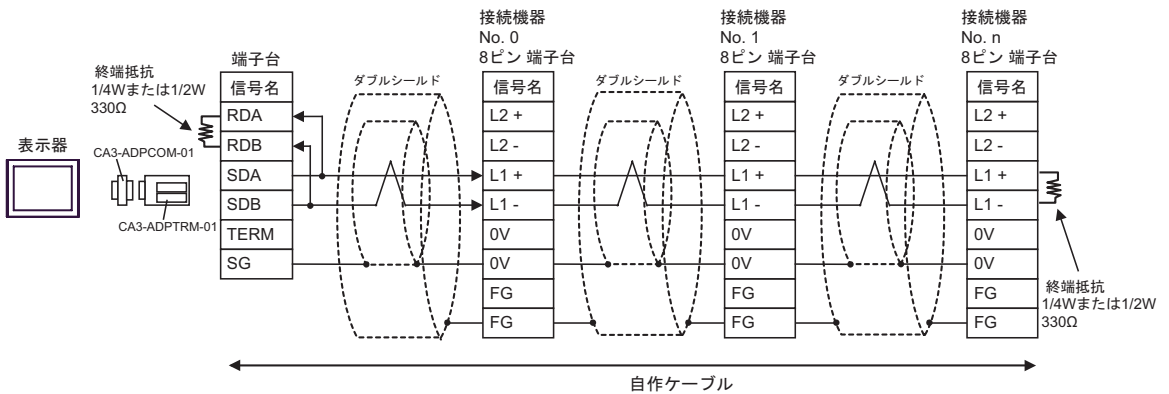 表示器
CA3-ADPCOM-01
CA3-ADPTRM-01
終端抵抗
1/4Wまたは1/2W
330Ω
端子台
信号名
RDA
RDB
SDA
SDB
TERM
SG
ダブルシールド
接続機器
No. 0
8ピン 端子台
信号名
L2 +
L2 -
L1 +
L1 -
0V
0V
FG
FG
ダブルシールド
接続機器
No. 1
8ピン 端子台
信号名
L2 +
L2 -
L1 +
L1 -
0V
0V
FG
FG
ダブルシールド
接続機器
No. n
8ピン 端子台
信号名
L2 +
L2 -
L1 +
L1 -
0V
0V
FG
FG
終端抵抗
1/4Wまたは1/2W
330Ω
自作ケーブル